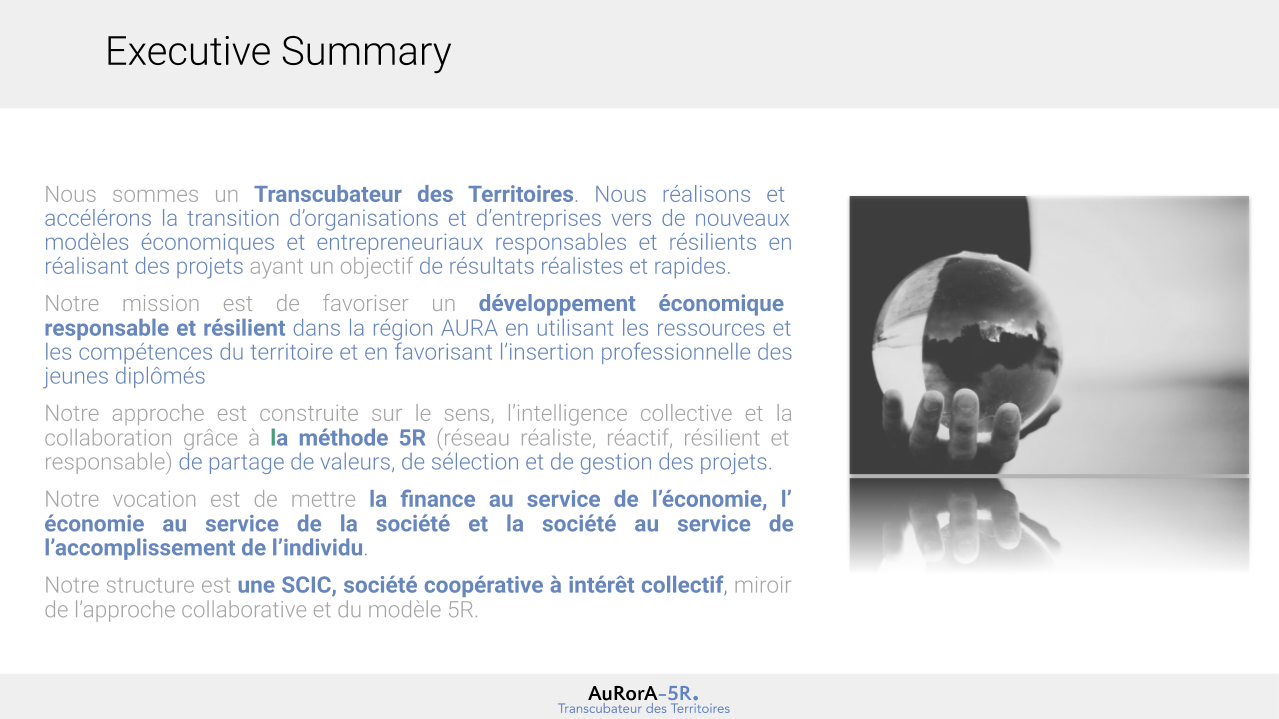 Executive Summary
Nous sommes un Transcubateur des Territoires. Nous réalisons et
accélérons la transition d’organisations et d’entreprises vers de nouveaux
modèles économiques et entrepreneuriaux responsables et résilients en
réalisant des projets ayant un objectif de résultats réalistes et rapides.
Notre mission est de favoriser un développement économique
responsable et résilient dans la région AURA en utilisant les ressources et
les compétences du territoire et en favorisant l’insertion professionnelle des
jeunes diplômés
Notre approche est construite sur le sens, l’intelligence collective et la
collaboration grâce à la méthode 5R (réseau réaliste, réactif, résilient et
responsable) de partage de valeurs, de sélection et de gestion des projets.
Notre vocation est de mettre la finance au service de l’économie, l’
économie au service de la société et la société au service de
l’accomplissement de l’individu.
Notre structure est une SCIC, société coopérative à intérêt collectif, miroir
de l’approche collaborative et du modèle 5R.
AuRorA-5R.
Transcubateur des Territoires